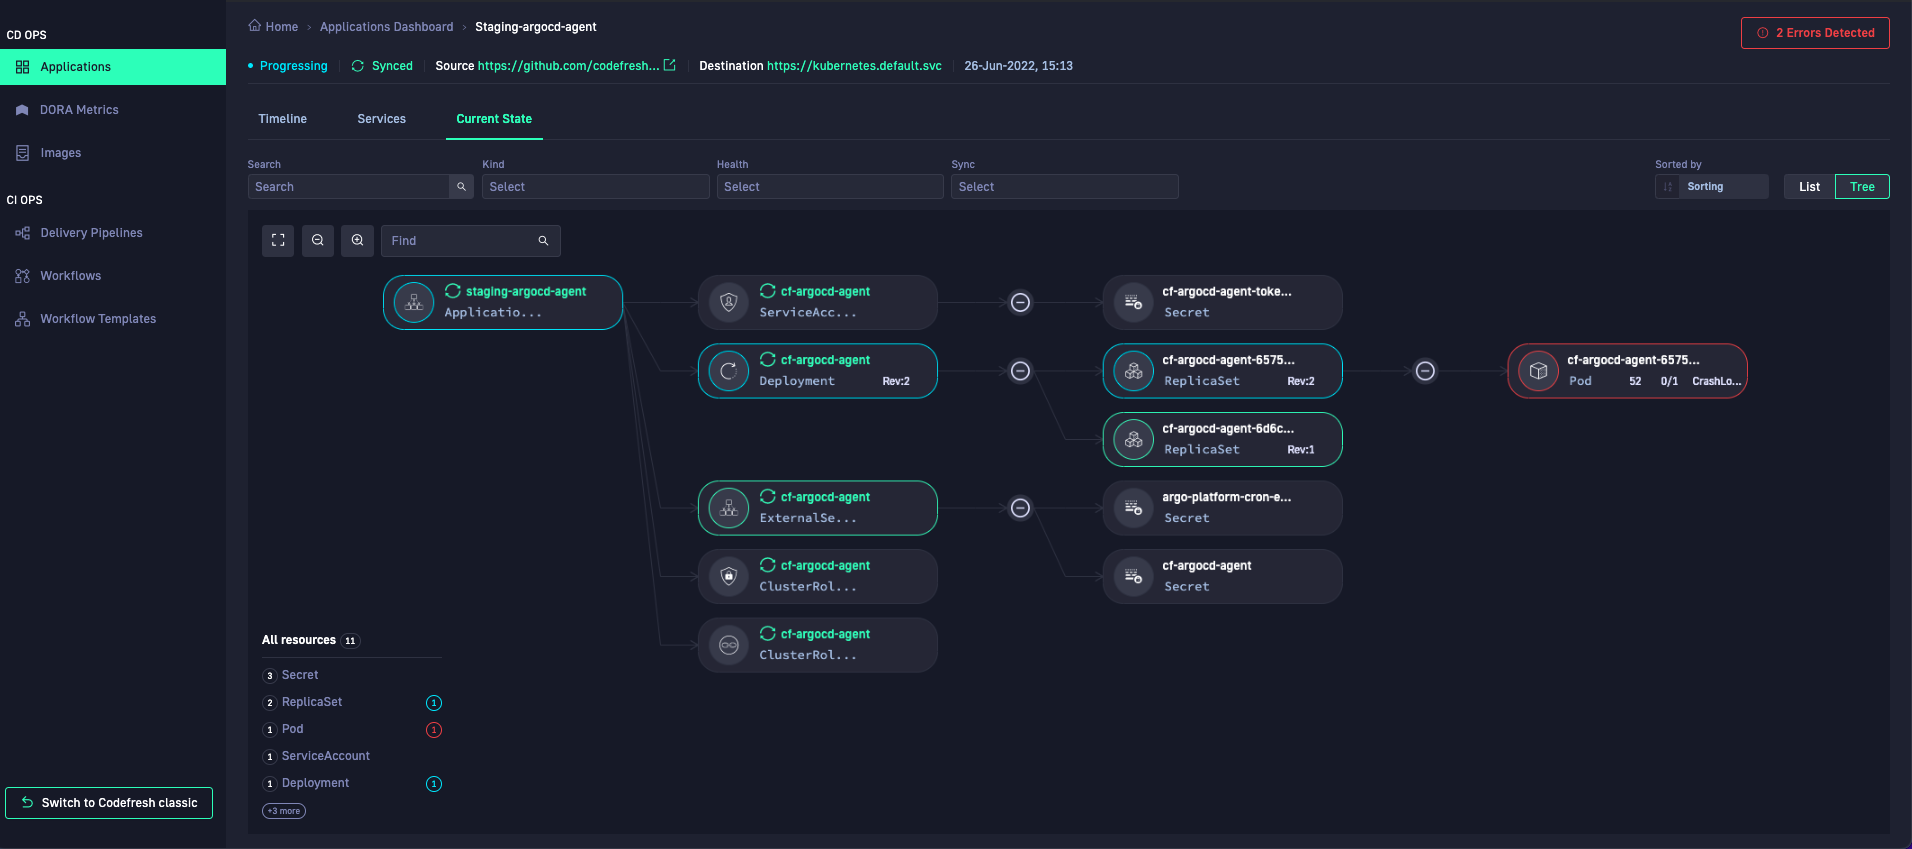 CD OPS
Applications
DORA Metrics
Images
CI OPS
Delivery Pipelines
Workflows
Workflow Templates
Switch to Codefresh classic
Home › Applications Dashboard › Staging-argocd-agent
2 Errors Detected
Progressing Synced Source https://github.com/codefresh... Destination https://kubernetes.default.svc 26-Jun-2022, 15:13
Timeline Services Current State
Search Kind Health Sync Sorted by
Search Select Select Select Sorting List Tree
Find
staging-argocd-agent
Applicatio...
cf-argocd-agent
ServiceAcc...
cf-argocd-agent-toke...
Secret
cf-argocd-agent
Deployment Rev:2
cf-argocd-agent-6575...
ReplicaSet Rev:2
cf-argocd-agent-6575...
Pod 52 0/1 CrashLo...
cf-argocd-agent-6d6c...
ReplicaSet Rev:1
cf-argocd-agent
ExternalSe...
argo-platform-cron-e...
Secret
cf-argocd-agent
ClusterRol...
cf-argocd-agent
Secret
cf-argocd-agent
ClusterRol...
All resources 11
3 Secret
2 ReplicaSet 1
1 Pod 1
1 ServiceAccount
1 Deployment 1
+3 more